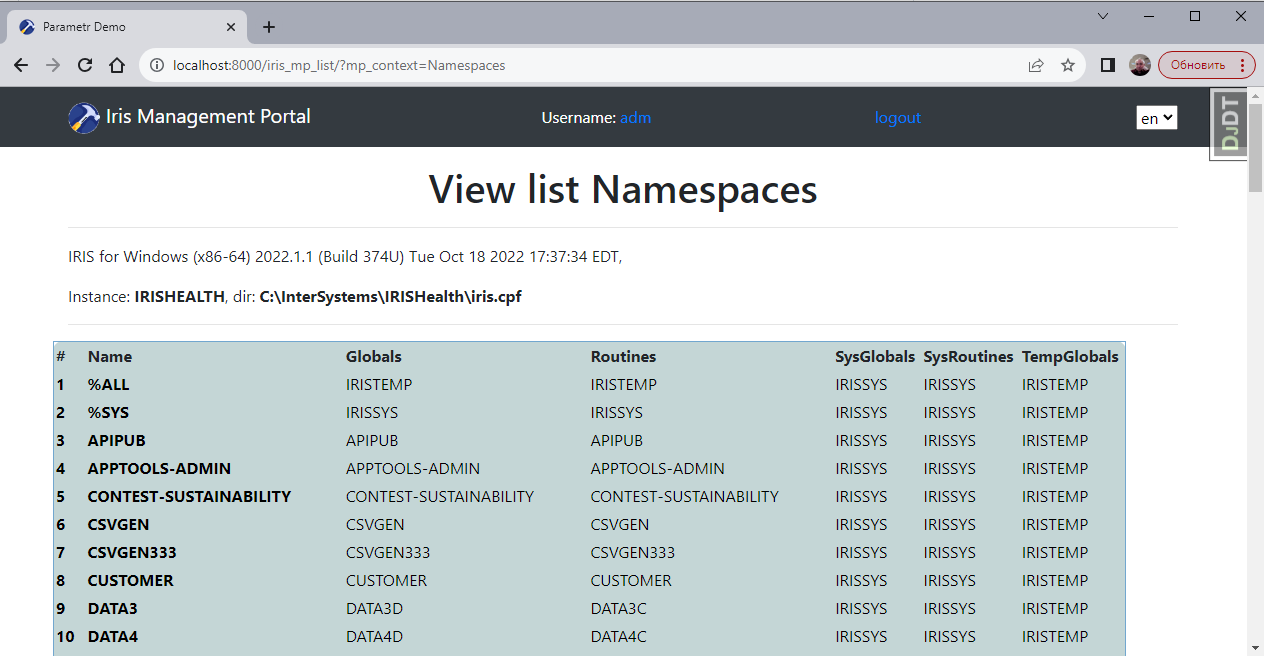 Parametr Demo
localhost:8000/iris_mp_list/?mp_context=Namespaces
Обновить
Iris Management Portal Username: adm logout en
DJDT
View list Namespaces
IRIS for Windows (x86-64) 2022.1.1 (Build 374U) Tue Oct 18 2022 17:37:34 EDT,
Instance: IRISHEALTH, dir: C:\InterSystems\IRISHealth\iris.cpf
# Name Globals Routines SysGlobals SysRoutines TempGlobals
1 %ALL IRISTEMP IRISTEMP IRISSYS IRISSYS IRISTEMP
2 %SYS IRISSYS IRISSYS IRISSYS IRISSYS IRISTEMP
3 APIPUB APIPUB APIPUB IRISSYS IRISSYS IRISTEMP
4 APPTOOLS-ADMIN APPTOOLS-ADMIN APPTOOLS-ADMIN IRISSYS IRISSYS IRISTEMP
5 CONTEST-SUSTAINABILITY CONTEST-SUSTAINABILITY CONTEST-SUSTAINABILITY IRISSYS IRISSYS IRISTEMP
6 CSVGEN CSVGEN CSVGEN IRISSYS IRISSYS IRISTEMP
7 CSVGEN333 CSVGEN333 CSVGEN333 IRISSYS IRISSYS IRISTEMP
8 CUSTOMER CUSTOMER CUSTOMER IRISSYS IRISSYS IRISTEMP
9 DATA3 DATA3D DATA3C IRISSYS IRISSYS IRISTEMP
10 DATA4 DATA4D DATA4C IRISSYS IRISSYS IRISTEMP